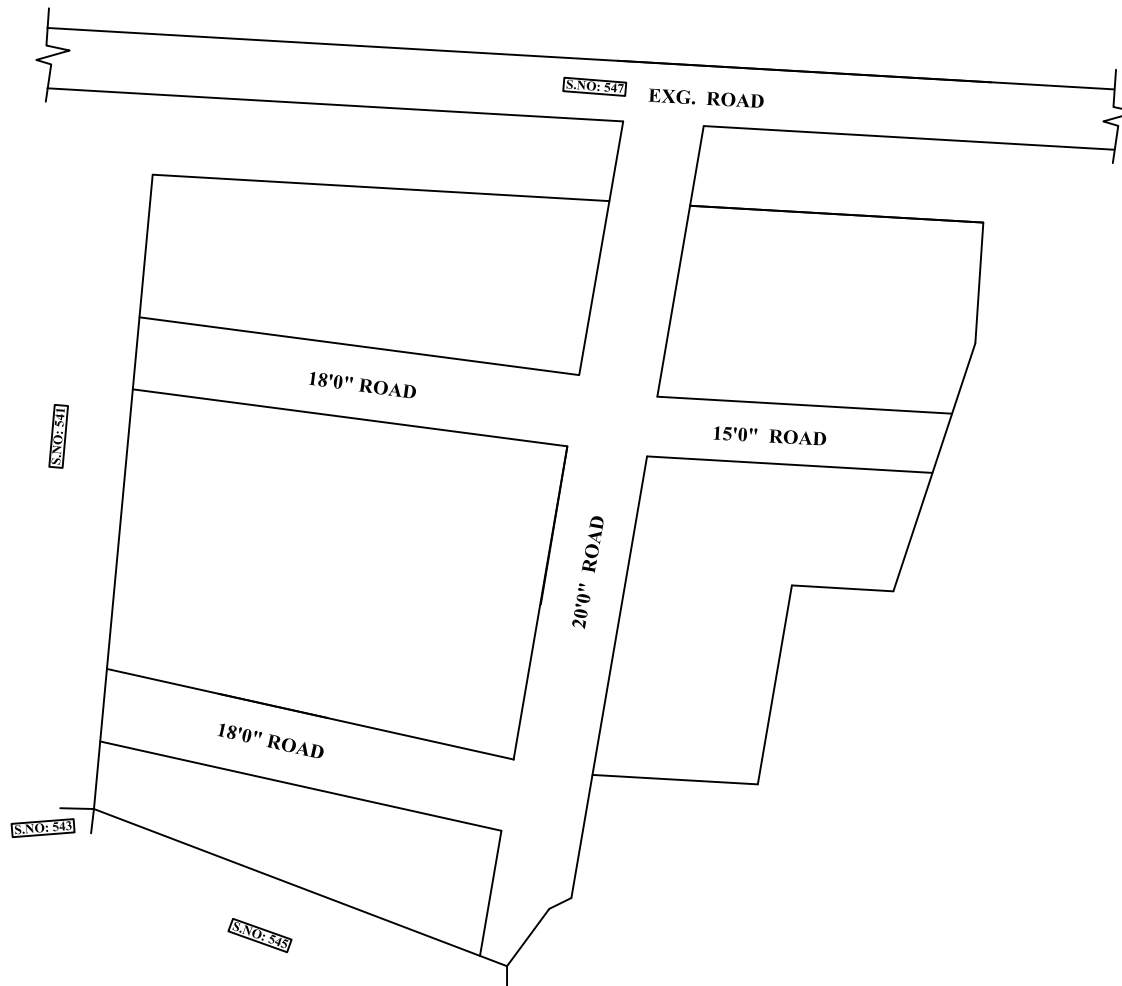 S.NO: 547
EXG. ROAD
18'0" ROAD
S.NO: 541
15'0" ROAD
20'0" ROAD
18'0" ROAD
S.NO: 543
S.NO: 545